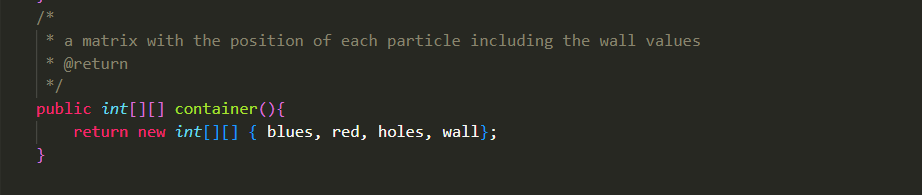 /*
* a matrix with the position of each particle including the wall values
* @return
*/
public int[][] container(){
return new int[][] { blues, red, holes, wall};
}